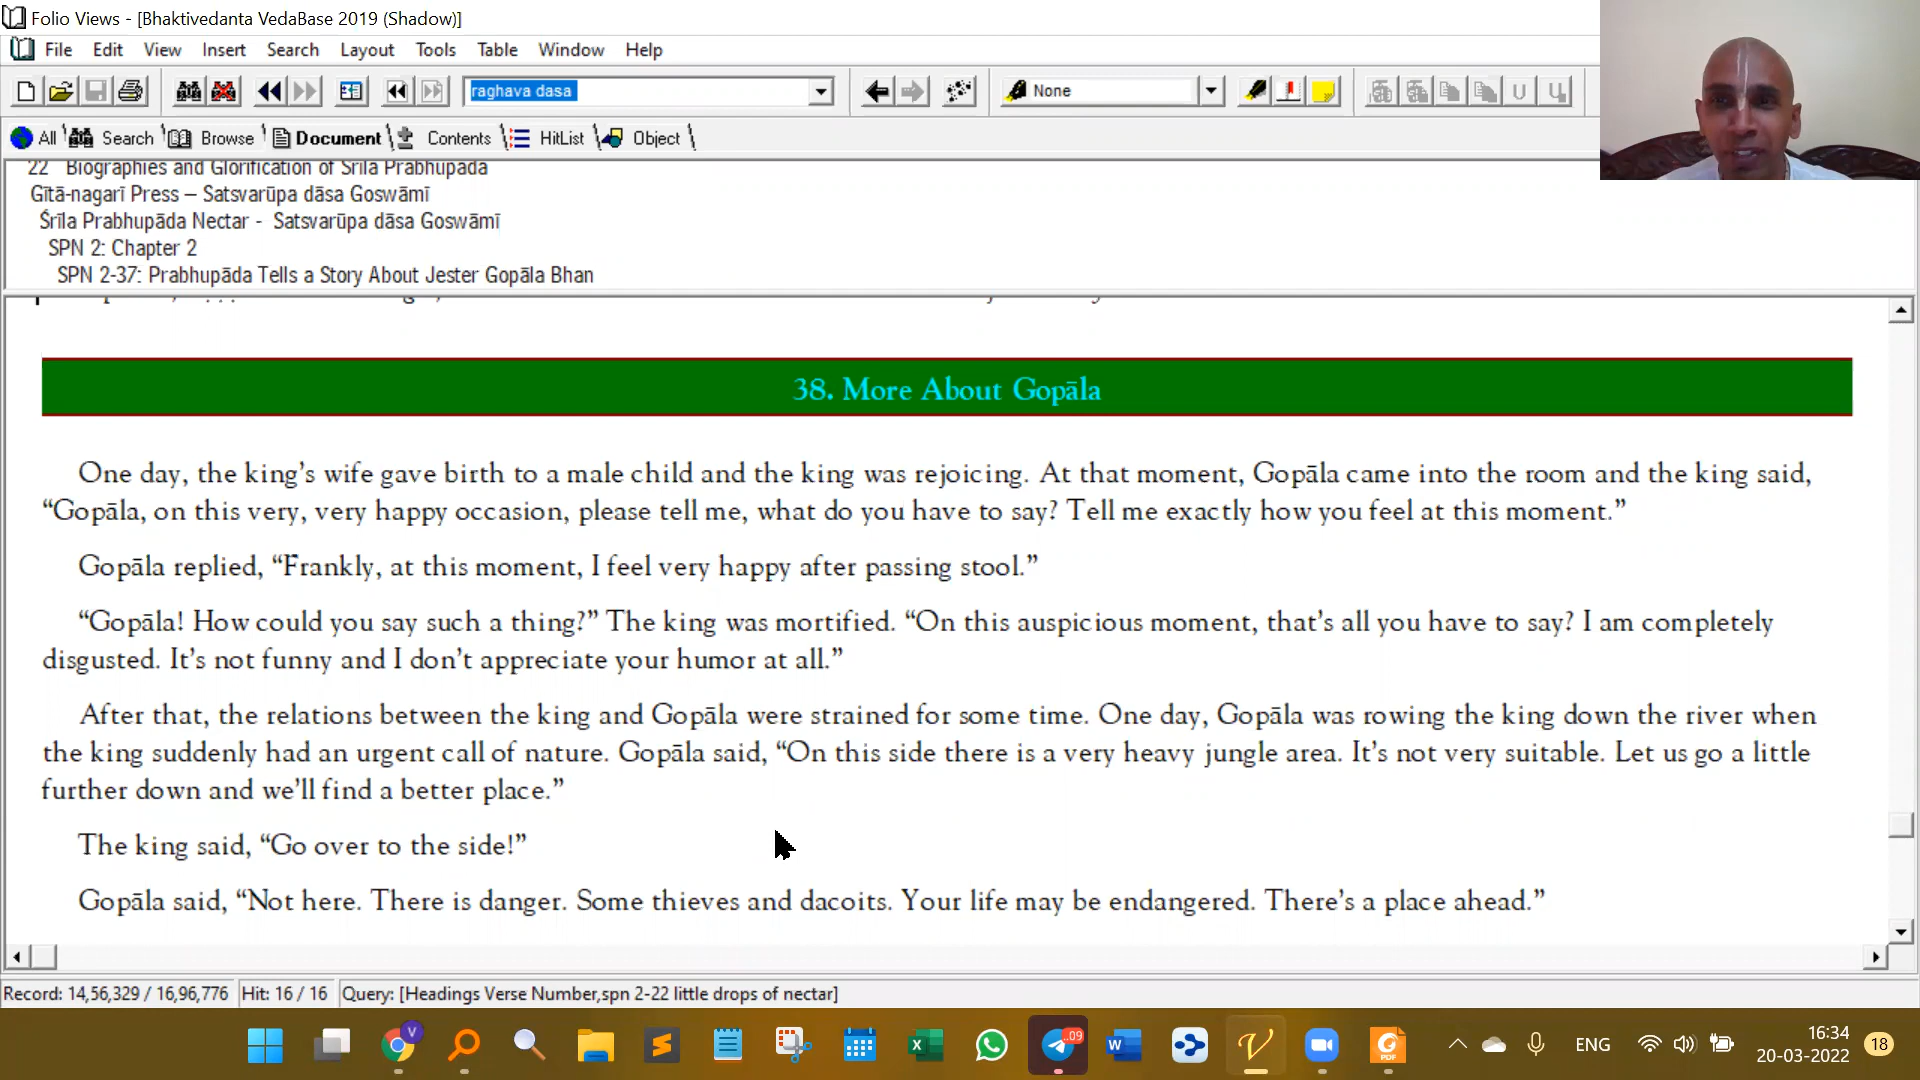 Folio Views - [Bhaktivedanta VedaBase 2019 (Shadow)]
File Edit View Insert Search Layout Tools Table Window Help
raghava dasa
None
All Search Browse Document Contents HitList Object
22 Biographies and Glorification of Śrīla Prabhupāda
Gītā-nagarī Press – Satsvarūpa dāsa Goswāmī
Śrīla Prabhupāda Nectar - Satsvarūpa dāsa Goswāmī
SPN 2: Chapter 2
SPN 2-37: Prabhupāda Tells a Story About Jester Gopāla Bhan
38. More About Gopāla
One day, the king’s wife gave birth to a male child and the king was rejoicing. At that moment, Gopāla came into the room and the king said,
“Gopāla, on this very, very happy occasion, please tell me, what do you have to say? Tell me exactly how you feel at this moment.”
Gopāla replied, “Frankly, at this moment, I feel very happy after passing stool.”
“Gopāla! How could you say such a thing?” The king was mortified. “On this auspicious moment, that’s all you have to say? I am completely
disgusted. It’s not funny and I don’t appreciate your humor at all.”
After that, the relations between the king and Gopāla were strained for some time. One day, Gopāla was rowing the king down the river when
the king suddenly had an urgent call of nature. Gopāla said, “On this side there is a very heavy jungle area. It’s not very suitable. Let us go a little
further down and we’ll find a better place.”
The king said, “Go over to the side!”
Gopāla said, “Not here. There is danger. Some thieves and dacoits. Your life may be endangered. There’s a place ahead.”
Record: 14,56,329 / 16,96,776 Hit: 16 / 16 Query: [Headings Verse Number,spn 2-22 little drops of nectar]
V
..09
PDF
ENG
16:34
20-03-2022
18